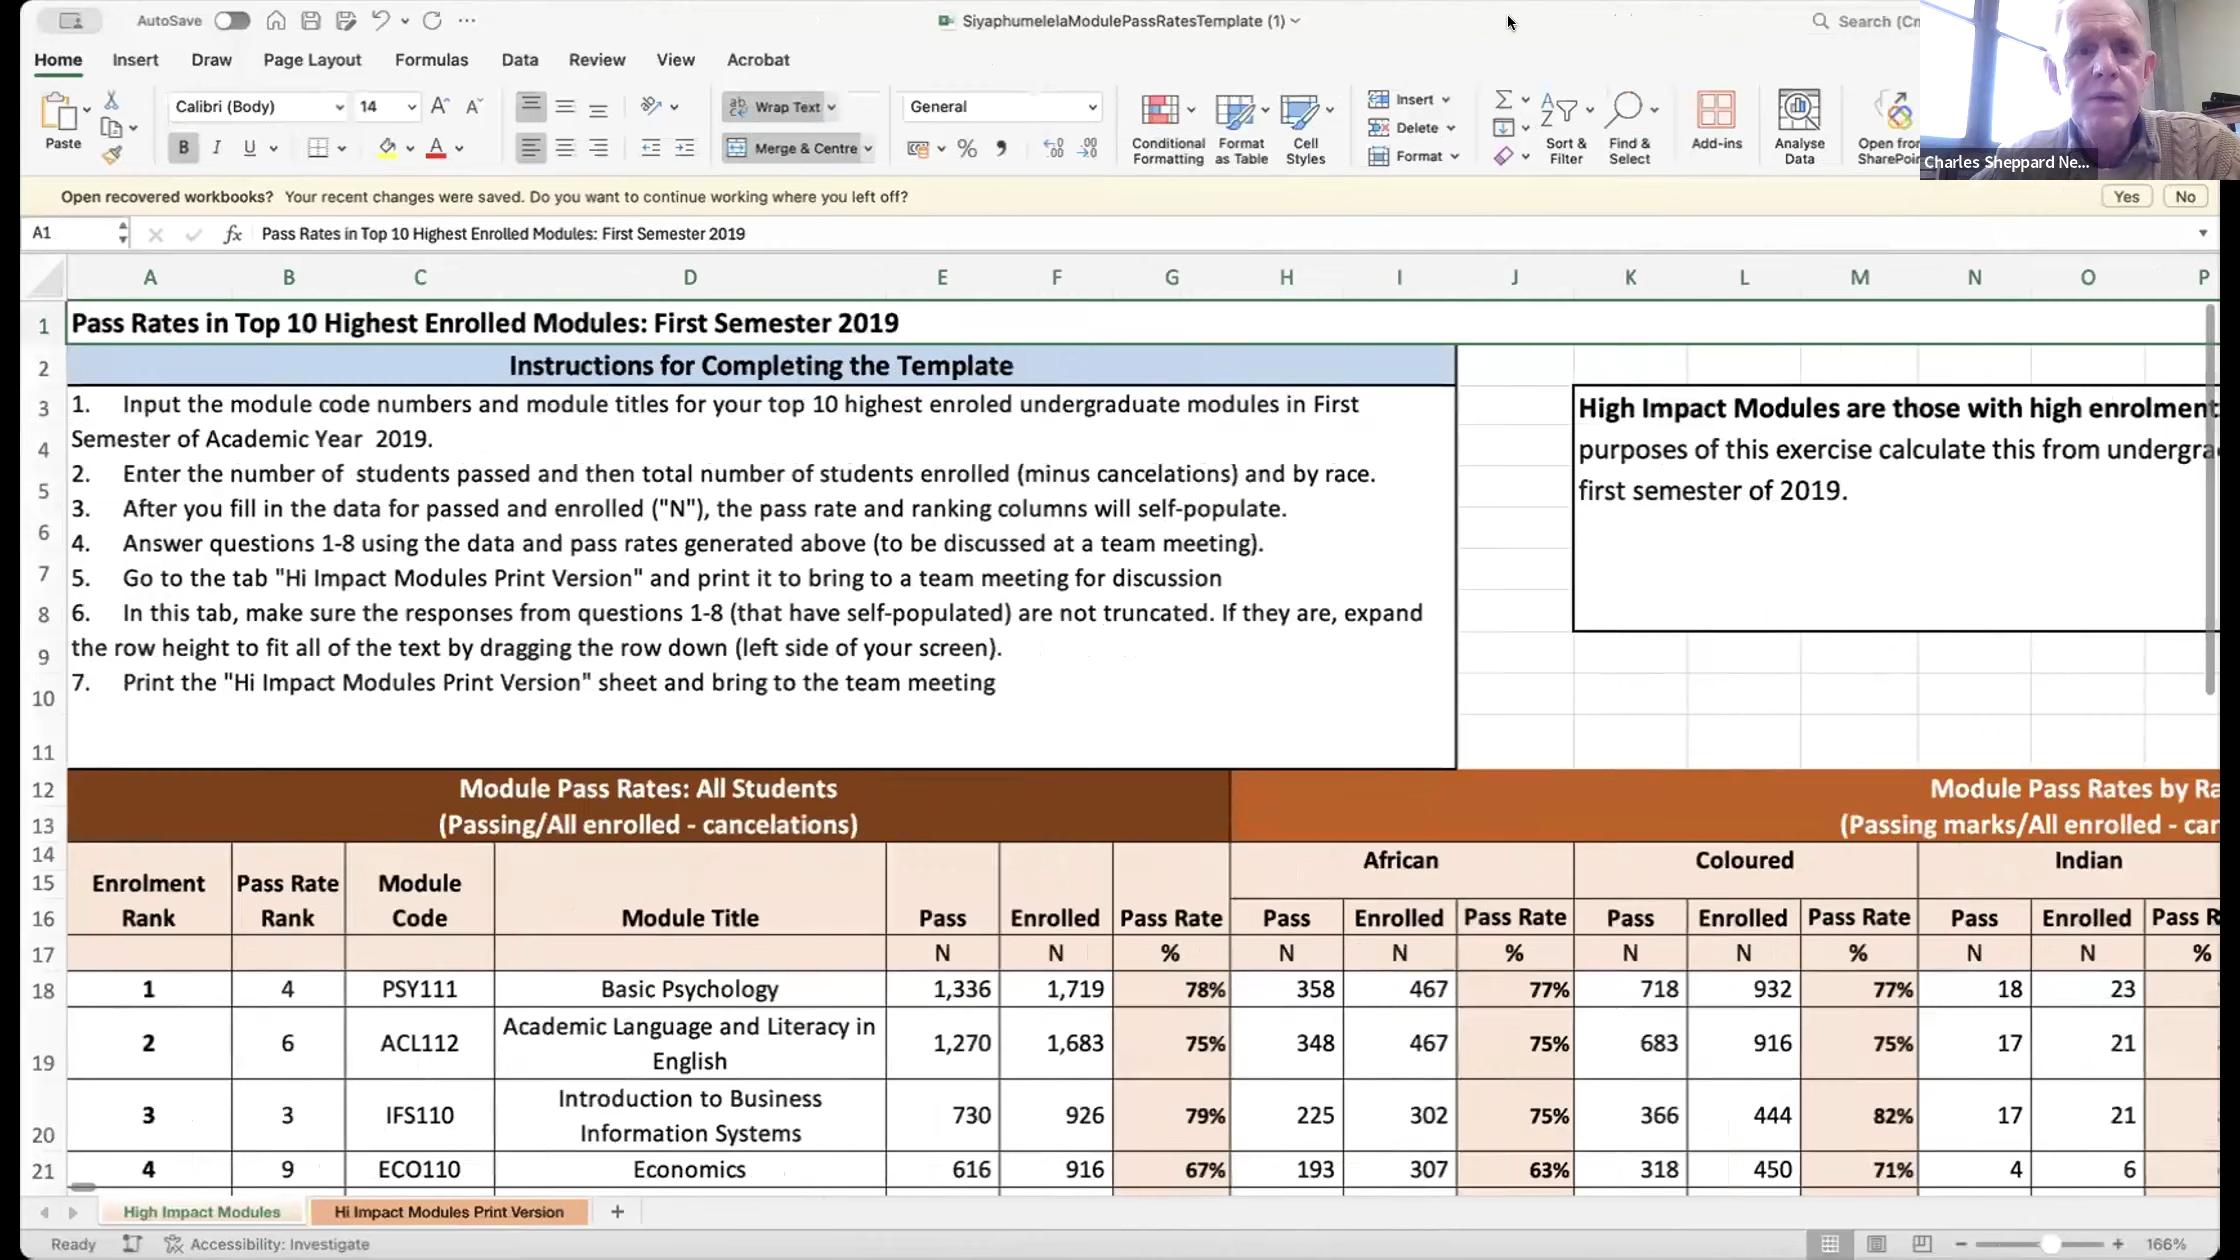 AutoSave
SiyaphumelelaModulePassRatesTemplate (1)
Search (Cn
Home Insert Draw Page Layout Formulas Data Review View Acrobat
Paste
Calibri (Body) 14
Wrap Text
General
B I U
Merge & Centre
Conditional Formatting
Format as Table
Cell Styles
Insert
Delete
Format
Sort & Filter
Find & Select
Add-ins
Analyse Data
Open from SharePoin
Charles Sheppard Ne...
Open recovered workbooks? Your recent changes were saved. Do you want to continue working where you left off? Yes No
A1 fx Pass Rates in Top 10 Highest Enrolled Modules: First Semester 2019
A B C D E F G H I J K L M N O P
1 Pass Rates in Top 10 Highest Enrolled Modules: First Semester 2019
2 Instructions for Completing the Template
3 1. Input the module code numbers and module titles for your top 10 highest enroled undergraduate modules in First
4 Semester of Academic Year 2019.
5 2. Enter the number of students passed and then total number of students enrolled (minus cancelations) and by race.
3. After you fill in the data for passed and enrolled ("N"), the pass rate and ranking columns will self-populate.
6 4. Answer questions 1-8 using the data and pass rates generated above (to be discussed at a team meeting).
7 5. Go to the tab "Hi Impact Modules Print Version" and print it to bring to a team meeting for discussion
8 6. In this tab, make sure the responses from questions 1-8 (that have self-populated) are not truncated. If they are, expand
9 the row height to fit all of the text by dragging the row down (left side of your screen).
10 7. Print the "Hi Impact Modules Print Version" sheet and bring to the team meeting
11
High Impact Modules are those with high enrolment
purposes of this exercise calculate this from undergra
first semester of 2019.
12 Module Pass Rates: All Students Module Pass Rates by Ra
13 (Passing/All enrolled - cancelations) (Passing marks/All enrolled - car
14 African Coloured Indian
15 Enrolment Pass Rate Module
16 Rank Rank Code Module Title Pass Enrolled Pass Rate Pass Enrolled Pass Rate Pass Enrolled Pass Rate Pass Enrolled Pass R
17 N N % N N % N N % N N %
18 1 4 PSY111 Basic Psychology 1,336 1,719 78% 358 467 77% 718 932 77% 18 23
19 2 6 ACL112 Academic Language and Literacy in English 1,270 1,683 75% 348 467 75% 683 916 75% 17 21
20 3 3 IFS110 Introduction to Business Information Systems 730 926 79% 225 302 75% 366 444 82% 17 21
21 4 9 ECO110 Economics 616 916 67% 193 307 63% 318 450 71% 4 6
High Impact Modules Hi Impact Modules Print Version +
Ready Accessibility: Investigate 166%